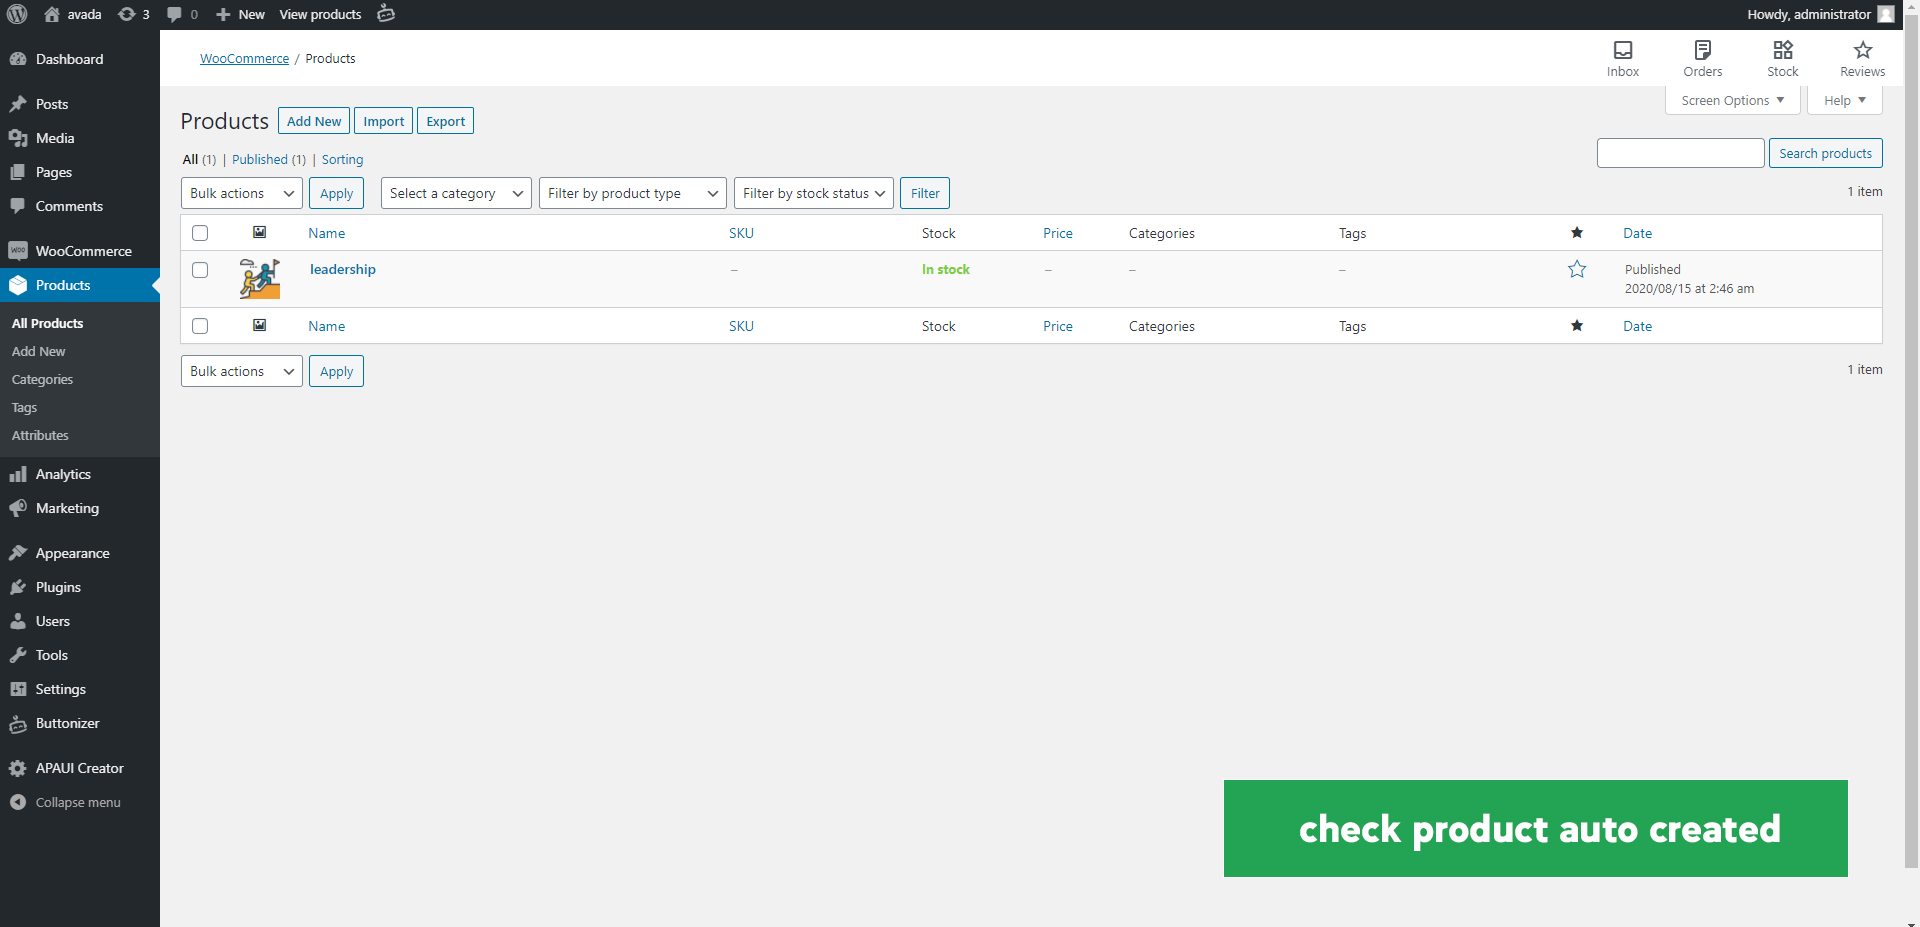 avada 3 0 New View products Howdy, administrator
Dashboard
Posts
Media
Pages
Comments
WooCommerce
Products
All Products
Add New
Categories
Tags
Attributes
Analytics
Marketing
Appearance
Plugins
Users
Tools
Settings
Buttonizer
APAUI Creator
Collapse menu
WooCommerce / Products
Inbox Orders Stock Reviews
Screen Options Help
Products Add New Import Export
All (1) | Published (1) | Sorting
Search products
Bulk actions Apply Select a category Filter by product type Filter by stock status Filter 1 item
Name SKU Stock Price Categories Tags Date
leadership – In stock – – – Published
2020/08/15 at 2:46 am
Name SKU Stock Price Categories Tags Date
Bulk actions Apply 1 item
check product auto created